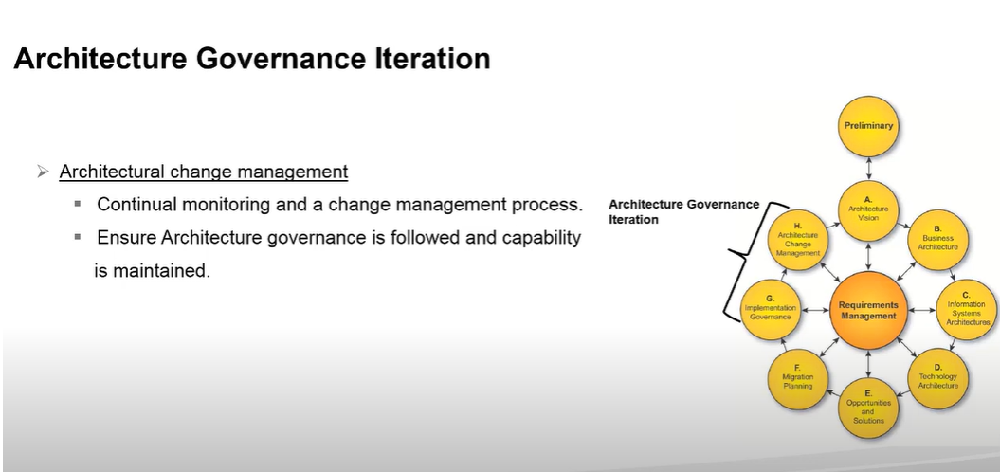 Architecture Governance Iteration
Architectural change management
Continual monitoring and a change management process.
Ensure Architecture governance is followed and capability
is maintained.
Architecture Governance
Iteration
Preliminary
A.
Architecture
Vision
B.
Business
Architecture
C.
Information
Systems
Architectures
D.
Technology
Architecture
E.
Opportunities
and
Solutions
F.
Migration
Planning
G.
Implementation
Governance
H.
Architecture
Change
Management
Requirements
Management